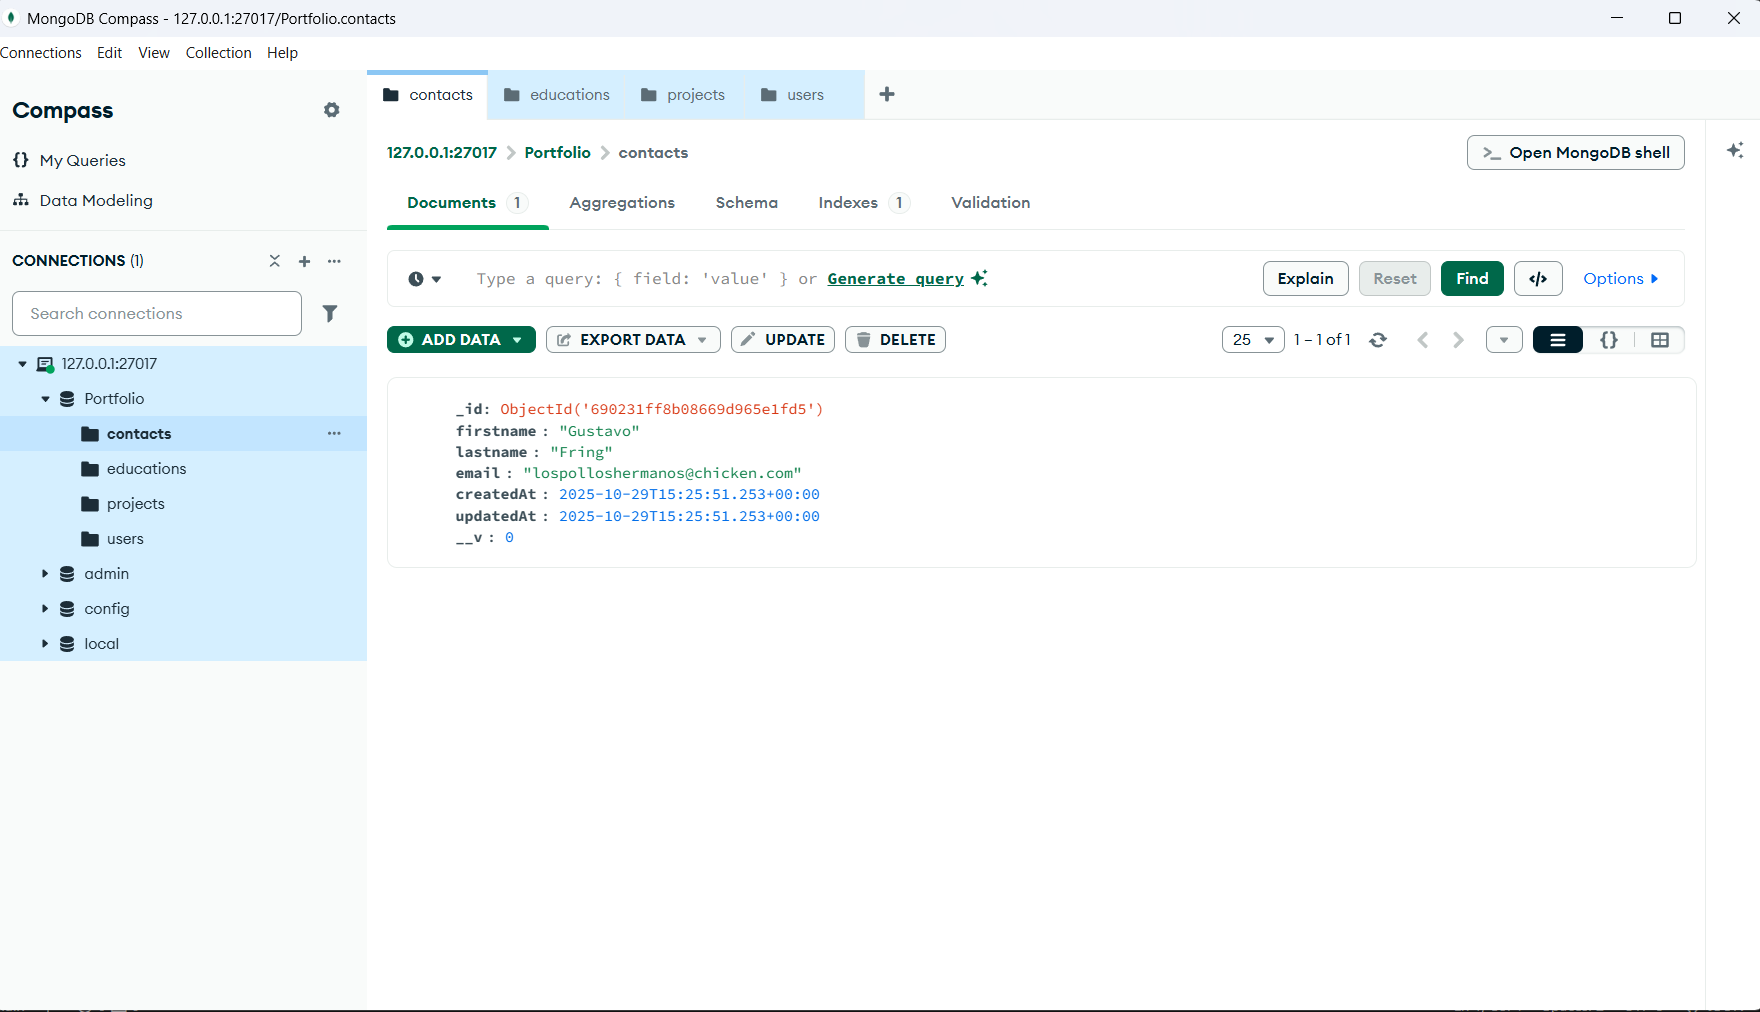 MongoDB Compass - 127.0.0.1:27017/Portfolio.contacts
Connections Edit View Collection Help
Compass
My Queries
Data Modeling
CONNECTIONS (1)
Search connections
127.0.0.1:27017
Portfolio
contacts
educations
projects
users
admin
config
local
contacts educations projects users
127.0.0.1:27017 > Portfolio > contacts
>_ Open MongoDB shell
Documents 1 Aggregations Schema Indexes 1 Validation
Type a query: { field: 'value' } or Generate query
Explain Reset Find </> Options
ADD DATA EXPORT DATA UPDATE DELETE
25 1 – 1 of 1 {}
_id: ObjectId('690231ff8b08669d965e1fd5')
firstname : "Gustavo"
lastname : "Fring"
email : "lospolloshermanos@chicken.com"
createdAt : 2025-10-29T15:25:51.253+00:00
updatedAt : 2025-10-29T15:25:51.253+00:00
__v : 0